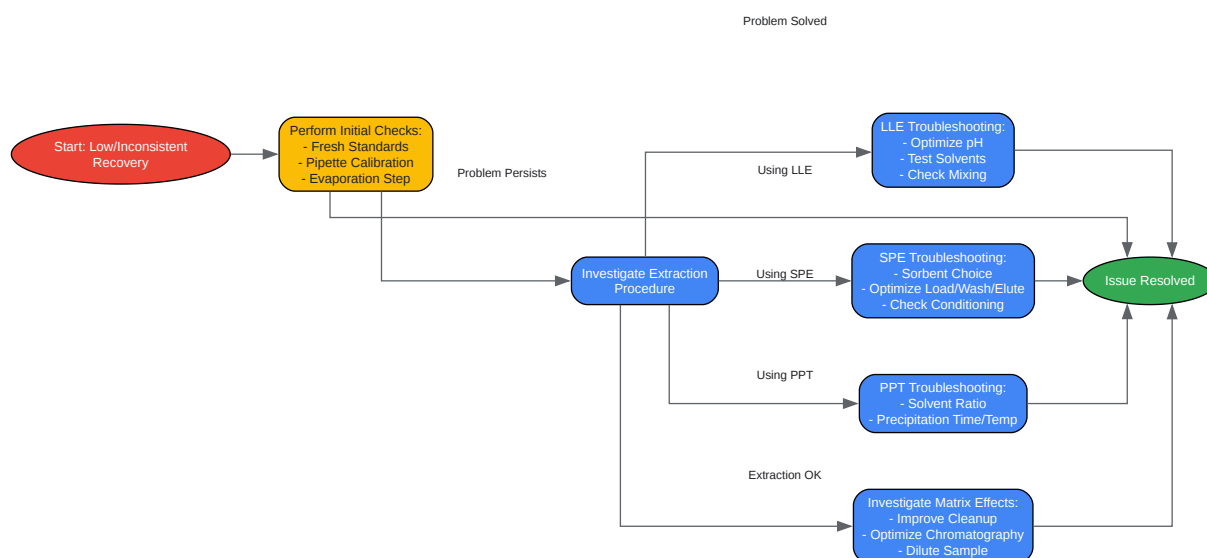 Problem Solved
Start: Low/Inconsistent
Recovery
Perform Initial Checks:
- Fresh Standards
- Pipette Calibration
- Evaporation Step
Problem Persists
Using LLE
LLE Troubleshooting:
- Optimize pH
- Test Solvents
- Check Mixing
Investigate Extraction
Procedure
Using SPE
SPE Troubleshooting:
- Sorbent Choice
- Optimize Load/Wash/Elute
- Check Conditioning
Issue Resolved
Using PPT
PPT Troubleshooting:
- Solvent Ratio
- Precipitation Time/Temp
Extraction OK
Investigate Matrix Effects:
- Improve Cleanup
- Optimize Chromatography
- Dilute Sample